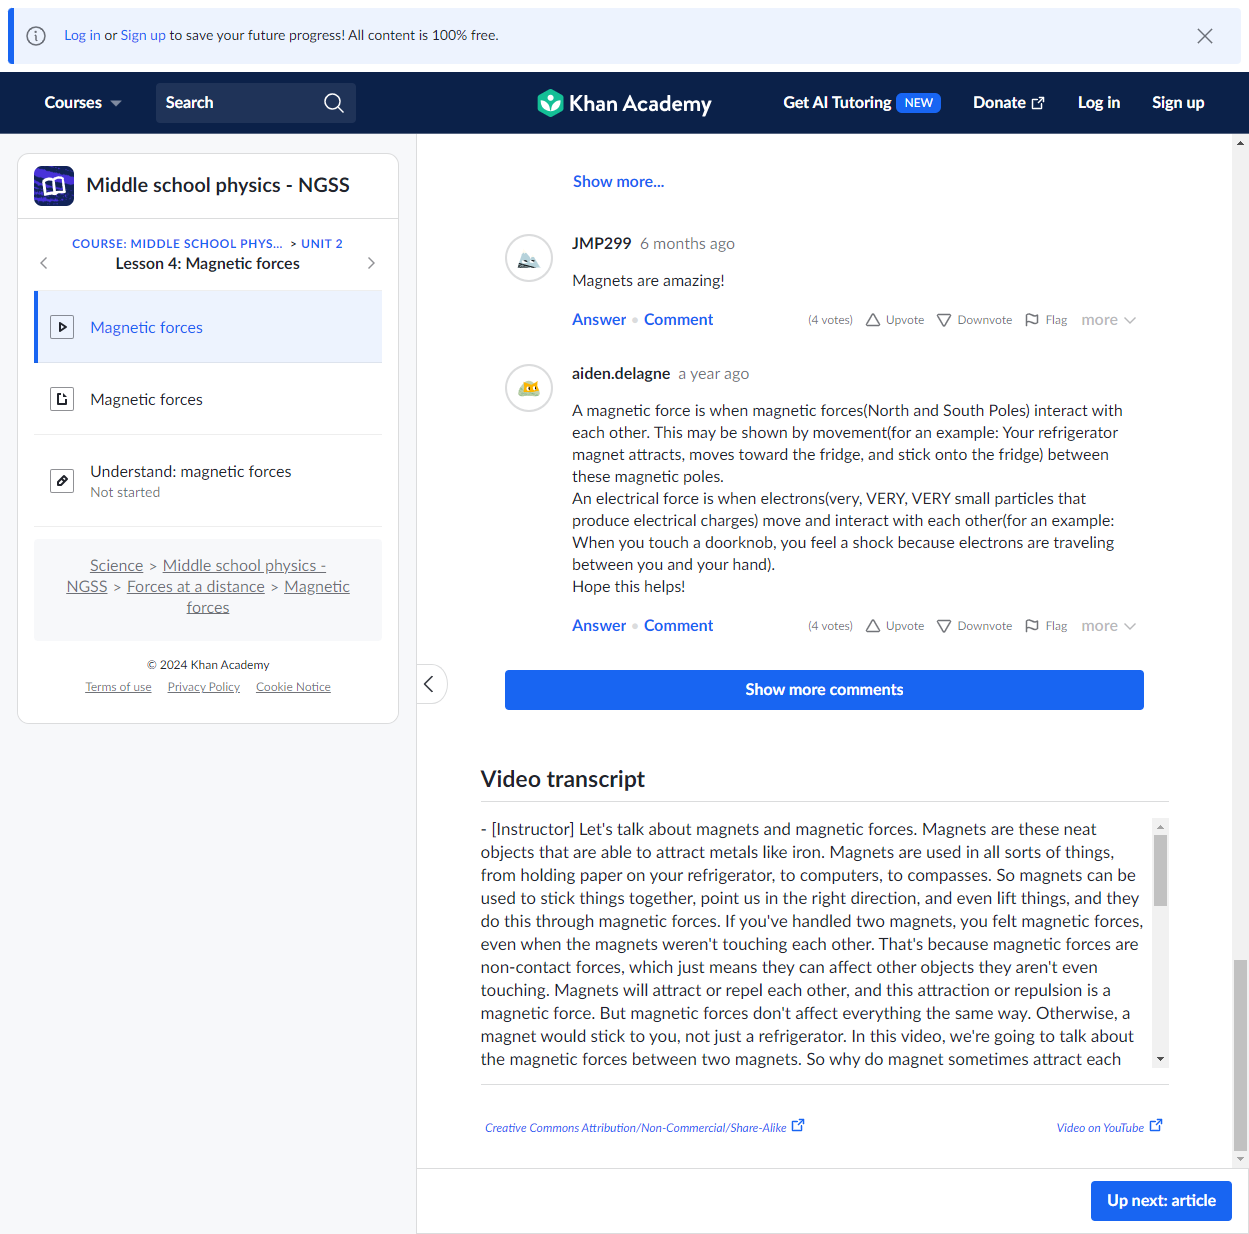 Log in or Sign up to save your future progress! All content is 100% free.
Courses
Search
Khan Academy
Get AI Tutoring NEW
Donate
Log in
Sign up
Middle school physics - NGSS
COURSE: MIDDLE SCHOOL PHYS... > UNIT 2
Lesson 4: Magnetic forces
Magnetic forces
Magnetic forces
Understand: magnetic forces
Not started
Science > Middle school physics -
NGSS > Forces at a distance > Magnetic
forces
© 2024 Khan Academy
Terms of use Privacy Policy Cookie Notice
Show more...
JMP299 6 months ago
Magnets are amazing!
Answer • Comment (4 votes) Upvote Downvote Flag more
aiden.delagne a year ago
A magnetic force is when magnetic forces(North and South Poles) interact with
each other. This may be shown by movement(for an example: Your refrigerator
magnet attracts, moves toward the fridge, and stick onto the fridge) between
these magnetic poles.
An electrical force is when electrons(very, VERY, VERY small particles that
produce electrical charges) move and interact with each other(for an example:
When you touch a doorknob, you feel a shock because electrons are traveling
between you and your hand).
Hope this helps!
Answer • Comment (4 votes) Upvote Downvote Flag more
Show more comments
Video transcript
- [Instructor] Let's talk about magnets and magnetic forces. Magnets are these neat
objects that are able to attract metals like iron. Magnets are used in all sorts of things,
from holding paper on your refrigerator, to computers, to compasses. So magnets can be
used to stick things together, point us in the right direction, and even lift things, and they
do this through magnetic forces. If you've handled two magnets, you felt magnetic forces,
even when the magnets weren't touching each other. That's because magnetic forces are
non-contact forces, which just means they can affect other objects they aren't even
touching. Magnets will attract or repel each other, and this attraction or repulsion is a
magnetic force. But magnetic forces don't affect everything the same way. Otherwise, a
magnet would stick to you, not just a refrigerator. In this video, we're going to talk about
the magnetic forces between two magnets. So why do magnet sometimes attract each
Creative Commons Attribution/Non-Commercial/Share-Alike
Video on YouTube
Up next: article